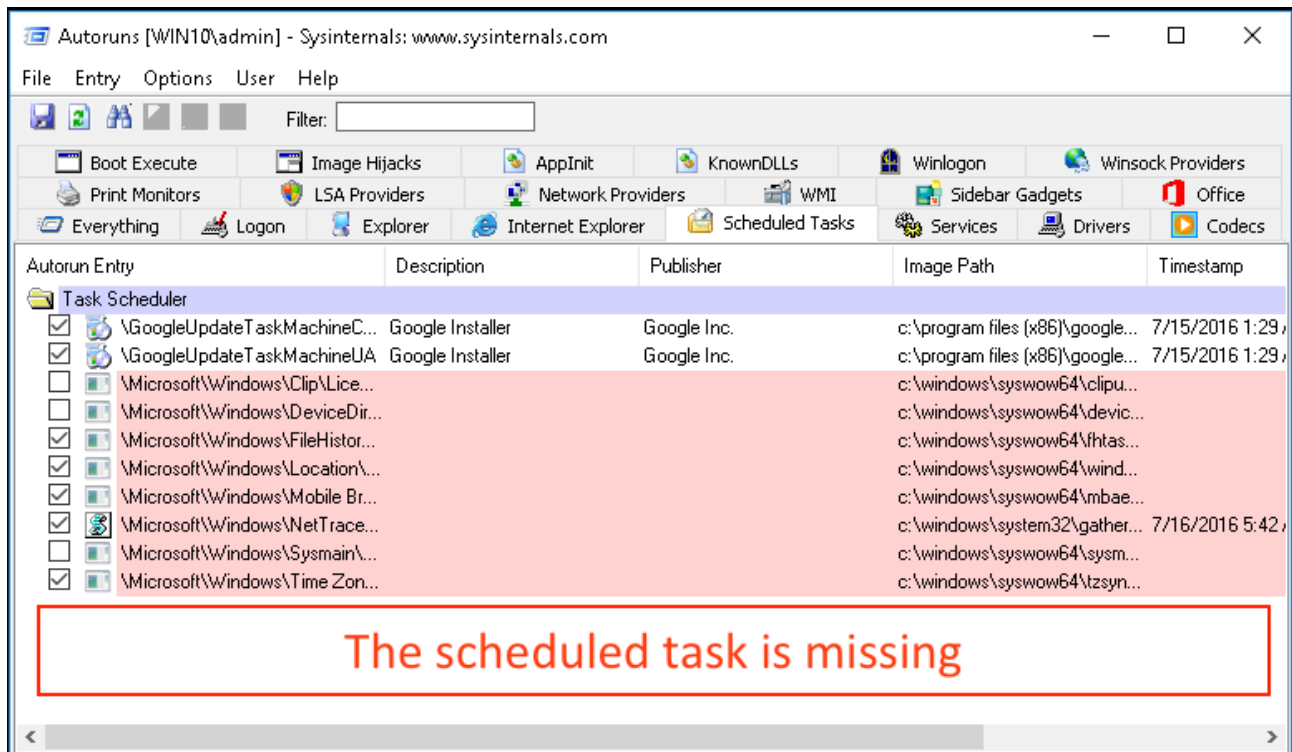 Autoruns [WIN10\admin] - Sysinternals: www.sysinternals.com
File Entry Options User Help
Filter:
Boot Execute Image Hijacks AppInit KnownDLLs Winlogon Winsock Providers
Print Monitors LSA Providers Network Providers WMI Sidebar Gadgets Office
Everything Logon Explorer Internet Explorer Scheduled Tasks Services Drivers Codecs
Autorun Entry Description Publisher Image Path Timestamp
Task Scheduler
\GoogleUpdateTaskMachineC... Google Installer Google Inc. c:\program files (x86)\google... 7/15/2016 1:29
\GoogleUpdateTaskMachineUA Google Installer Google Inc. c:\program files (x86)\google... 7/15/2016 1:29
\Microsoft\Windows\Clip\Lice... c:\windows\syswow64\clipu...
\Microsoft\Windows\DeviceDir... c:\windows\syswow64\devic...
\Microsoft\Windows\FileHistor... c:\windows\syswow64\fhtas...
\Microsoft\Windows\Location\... c:\windows\syswow64\wind...
\Microsoft\Windows\Mobile Br... c:\windows\syswow64\mbae...
\Microsoft\Windows\NetTrace... c:\windows\system32\gather... 7/16/2016 5:42
\Microsoft\Windows\Sysmain\... c:\windows\syswow64\sysm...
\Microsoft\Windows\Time Zon... c:\windows\syswow64\tzsyn...
The scheduled task is missing